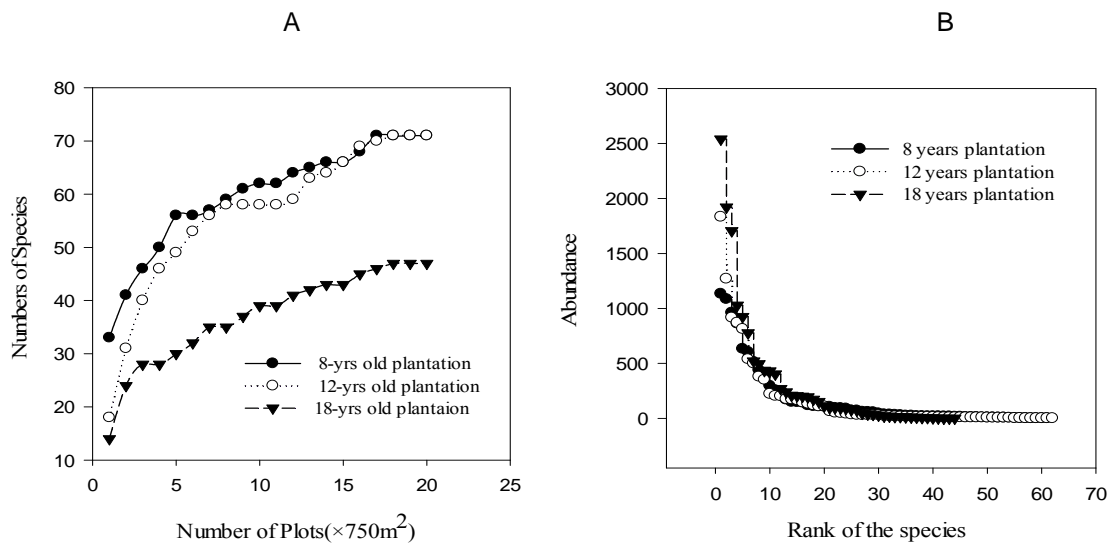 A
80
70
60
50
40
30
20
10
0 5 10 15 20 25
Numbers of Species
Number of Plots(×750m²)
8-yrs old plantation
12-yrs old plantation
18-yrs old plantaion
B
3000
2500
2000
1500
1000
500
0
0 10 20 30 40 50 60 70
Abundance
Rank of the species
8 years plantation
12 years plantation
18 years plantation